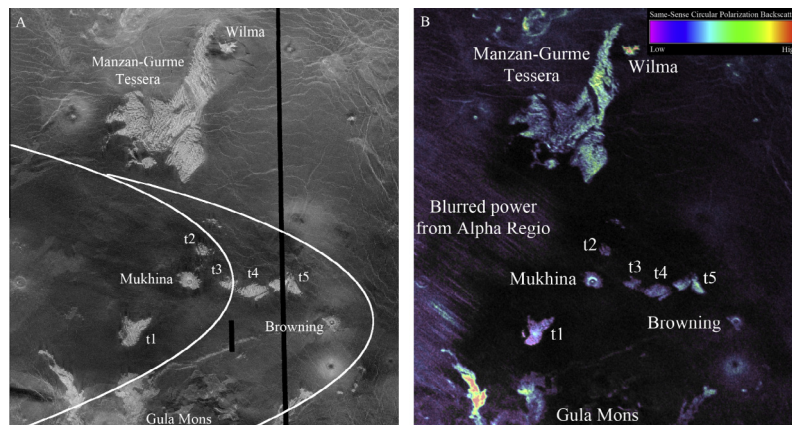 A
Wilma
Manzan-Gurme
Tessera
t2
t3
t4
t5
Mukhina
Browning
t1
Gula Mons
B
Same-Sense Circular Polarization Backscatt
Low
Hig
Manzan-Gurme
Tessera
Wilma
Blurred power
from Alpha Regio
t2
Mukhina
t3
t4
t5
Browning
t1
Gula Mons